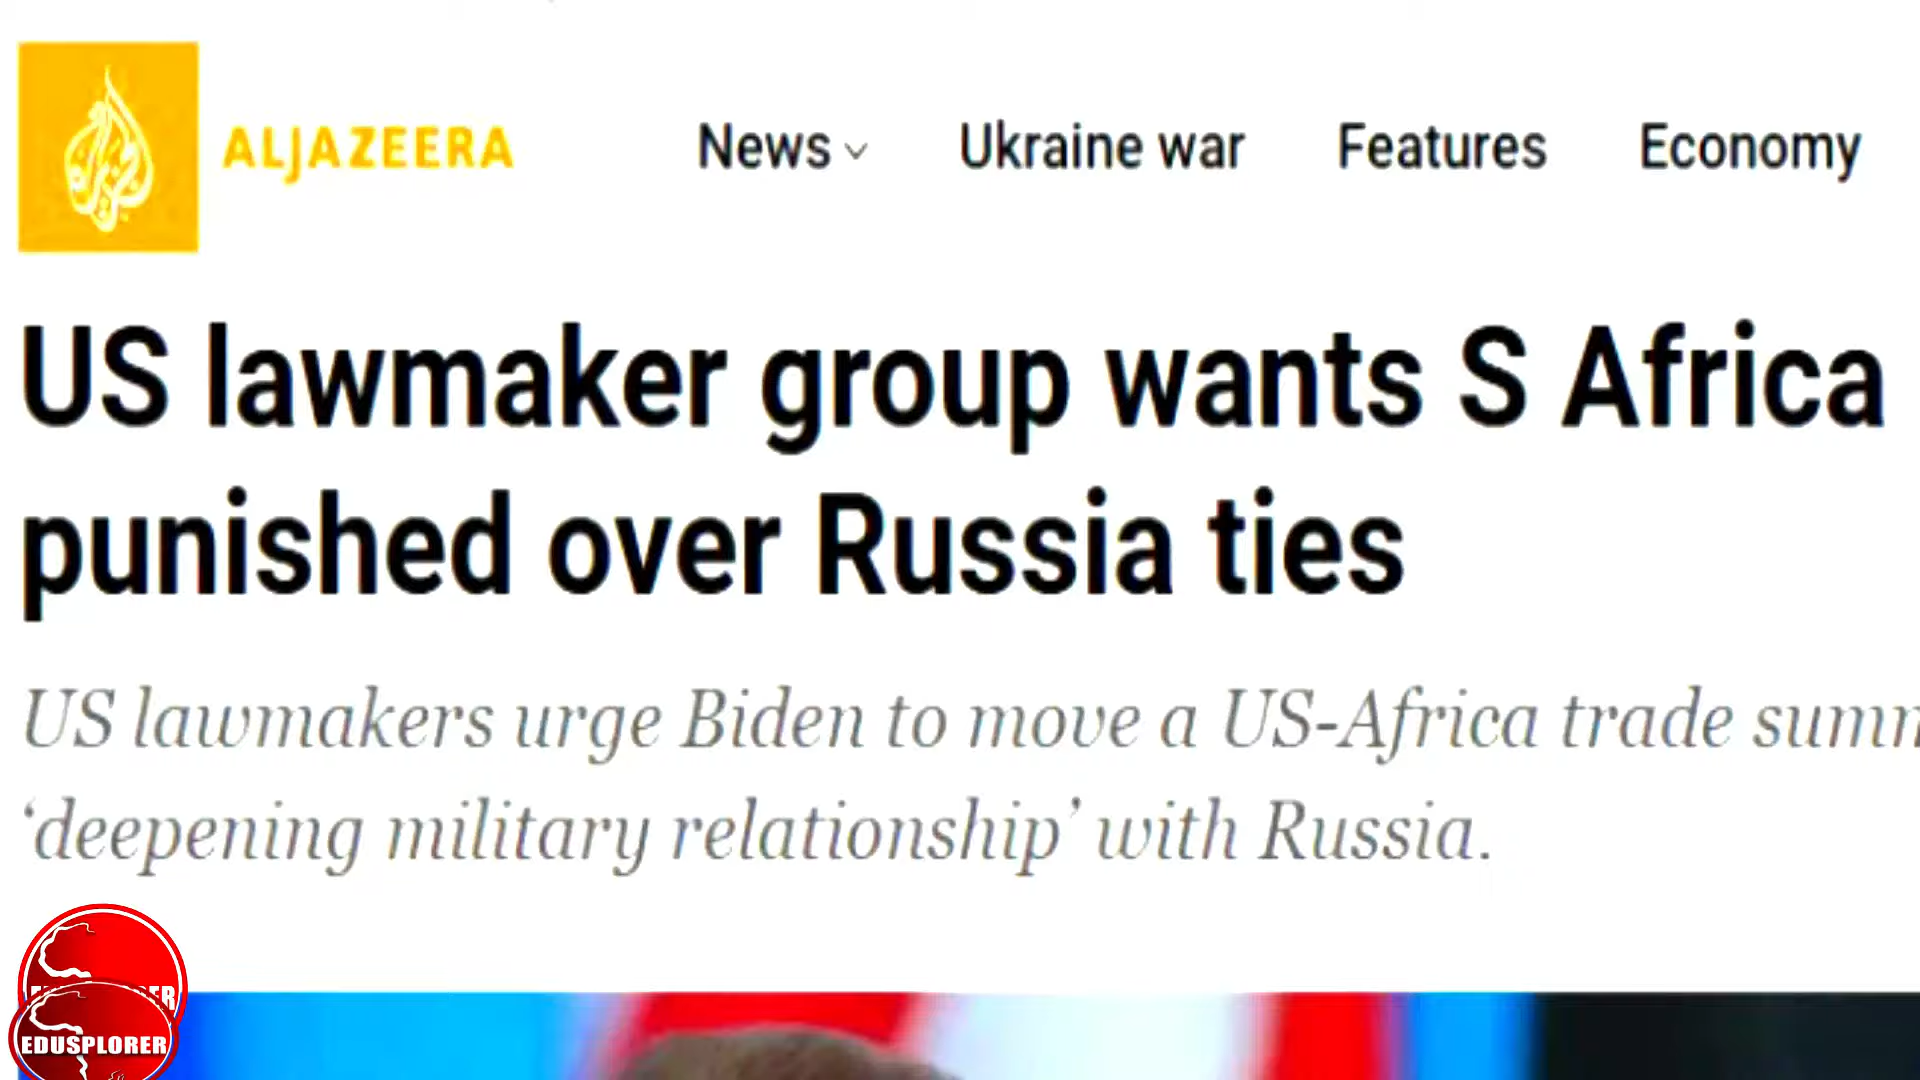 ALJAZEERA
News
Ukraine war
Features
Economy
US lawmaker group wants S Africa
punished over Russia ties
US lawmakers urge Biden to move a US-Africa trade
‘deepening military relationship’ with Russia.
EDUSPLORER